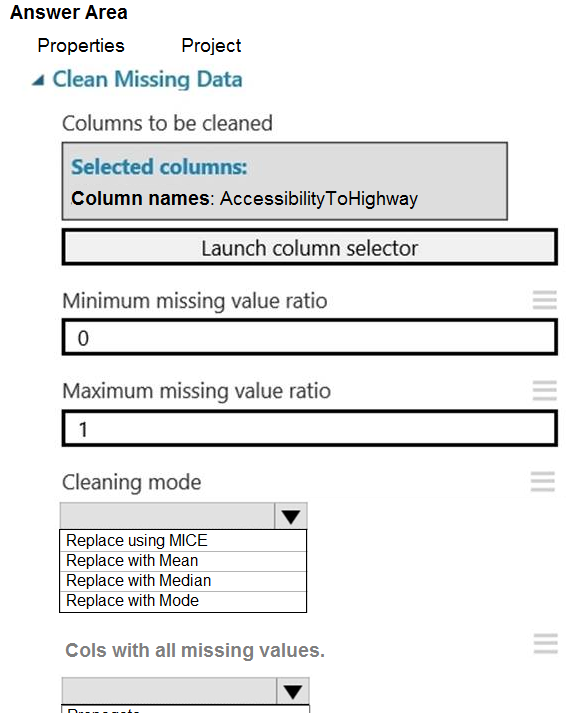 Answer Area
Properties Project
Clean Missing Data
Columns to be cleaned
Selected columns:
Column names: AccessibilityToHighway
Launch column selector
Minimum missing value ratio
0
Maximum missing value ratio
1
Cleaning mode
Replace using MICE
Replace with Mean
Replace with Median
Replace with Mode
Cols with all missing values.